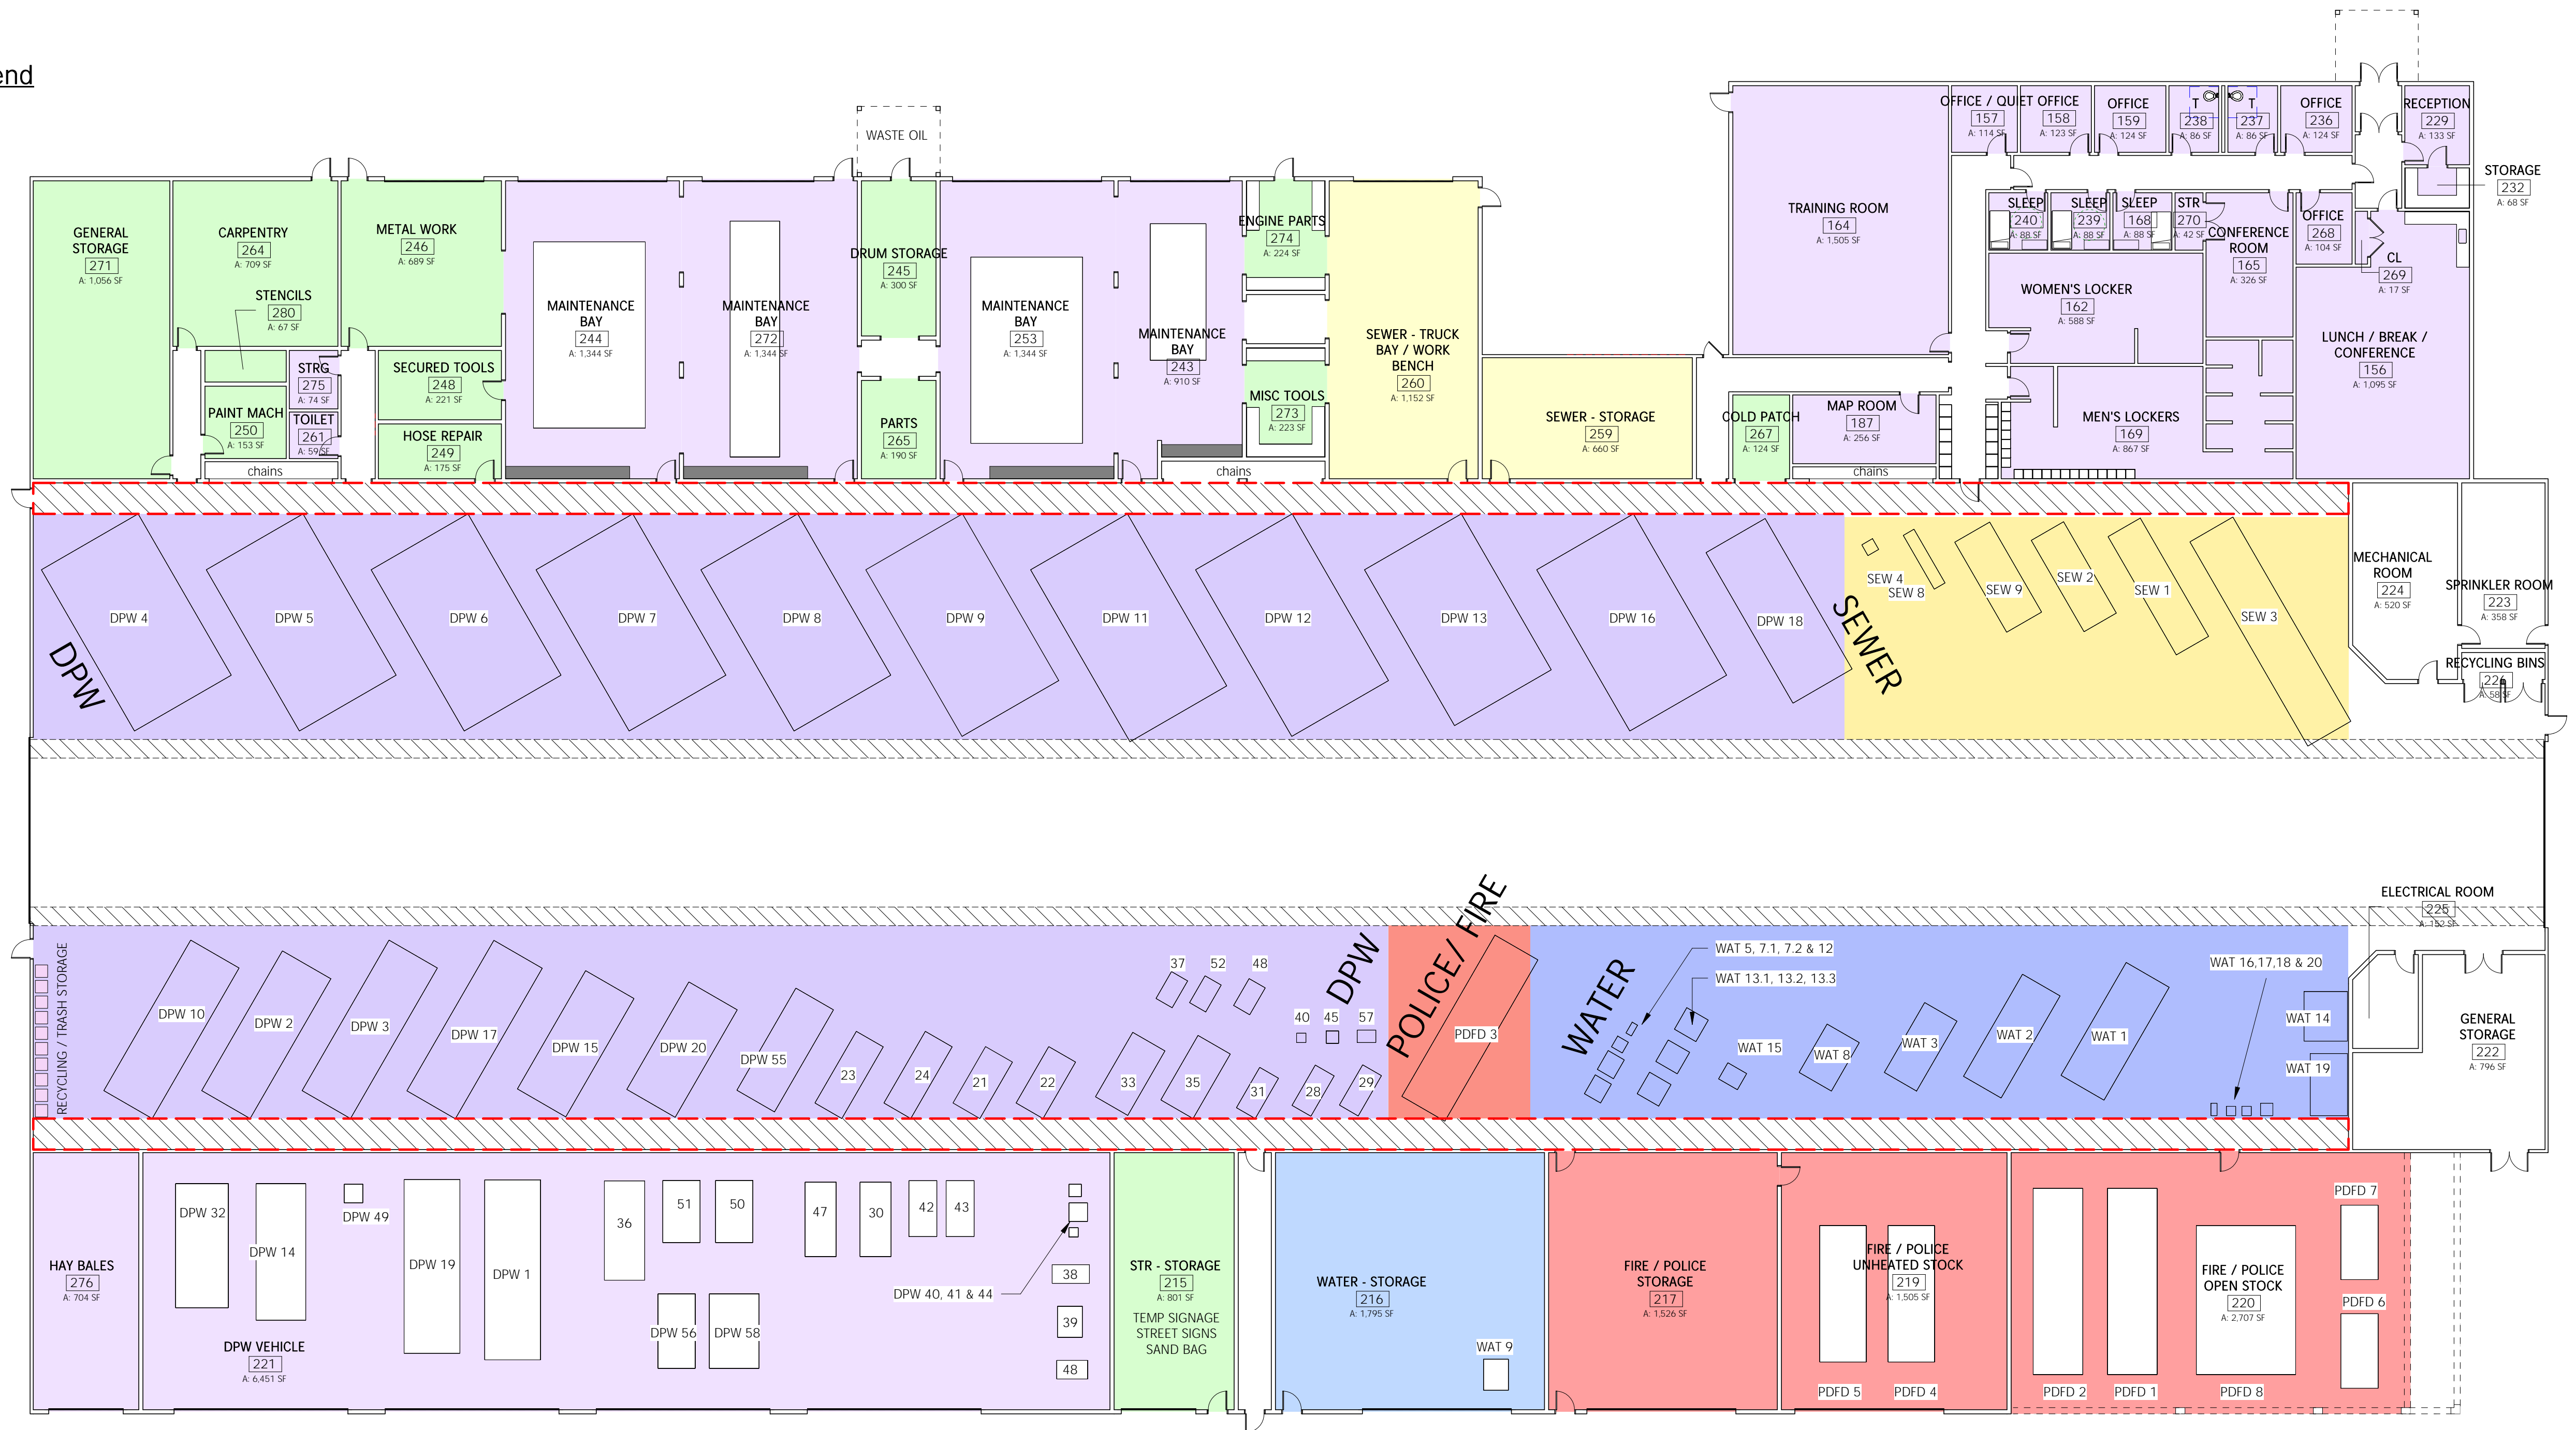 end
WASTE OIL
GENERAL
STORAGE
271
A: 1,056 SF
CARPENTRY
264
A: 709 SF
STENCILS
280
A: 67 SF
METAL WORK
246
A: 689 SF
STRG
275
A: 74 SF
PAINT MACH
250
A: 153 SF
TOILET
261
A: 59 SF
chains
SECURED TOOLS
248
A: 221 SF
HOSE REPAIR
249
A: 175 SF
MAINTENANCE
BAY
244
A: 1,344 SF
MAINTENANCE
BAY
272
A: 1,344 SF
DRUM STORAGE
245
A: 300 SF
PARTS
265
A: 190 SF
MAINTENANCE
BAY
253
A: 1,344 SF
MAINTENANCE
BAY
243
A: 910 SF
ENGINE PARTS
274
A: 224 SF
MISC TOOLS
273
A: 223 SF
chains
SEWER - TRUCK
BAY / WORK
BENCH
260
A: 1,152 SF
SEWER - STORAGE
259
A: 660 SF
TRAINING ROOM
164
A: 1,505 SF
COLD PATCH
267
A: 124 SF
MAP ROOM
187
A: 256 SF
chains
OFFICE / QUIET
157
A: 114 SF
OFFICE
158
A: 123 SF
OFFICE
159
A: 124 SF
T
238
A: 86 SF
T
237
A: 86 SF
OFFICE
236
A: 124 SF
RECEPTION
229
A: 133 SF
STORAGE
232
A: 68 SF
SLEEP
240
A: 88 SF
SLEEP
239
A: 88 SF
SLEEP
168
A: 88 SF
STR
270
A: 42 SF
CONFERENCE
ROOM
165
A: 326 SF
OFFICE
268
A: 104 SF
CL
269
A: 17 SF
WOMEN'S LOCKER
162
A: 588 SF
MEN'S LOCKERS
169
A: 867 SF
LUNCH / BREAK /
CONFERENCE
156
A: 1,095 SF
DPW
DPW 4
DPW 5
DPW 6
DPW 7
DPW 8
DPW 9
DPW 11
DPW 12
DPW 13
DPW 16
DPW 18
SEWER
SEW 4
SEW 8
SEW 9
SEW 2
SEW 1
SEW 3
MECHANICAL
ROOM
224
A: 520 SF
SPRINKLER ROOM
223
A: 358 SF
RECYCLING BINS
226
A: 58 SF
RECYCLING / TRASH STORAGE
DPW 10
DPW 2
DPW 3
DPW 17
DPW 15
DPW 20
DPW 55
23
24
21
22
33
35
31
28
29
37
52
48
40
45
57
DPW
POLICE/ FIRE
PDFD 3
WATER
WAT 5, 7.1, 7.2 & 12
WAT 13.1, 13.2, 13.3
WAT 15
WAT 8
WAT 3
WAT 2
WAT 1
WAT 16,17,18 & 20
WAT 14
WAT 19
ELECTRICAL ROOM
225
A: 152 SF
GENERAL
STORAGE
222
A: 796 SF
HAY BALES
276
A: 704 SF
DPW 32
DPW 14
DPW 49
DPW 19
DPW 1
36
51
50
47
30
42
43
DPW 56
DPW 58
DPW 40, 41 & 44
38
39
48
DPW VEHICLE
221
A: 6,451 SF
STR - STORAGE
215
A: 801 SF
TEMP SIGNAGE
STREET SIGNS
SAND BAG
WATER - STORAGE
216
A: 1,795 SF
WAT 9
FIRE / POLICE
STORAGE
217
A: 1,526 SF
FIRE / POLICE
UNHEATED STOCK
219
A: 1,505 SF
PDFD 5
PDFD 4
FIRE / POLICE
OPEN STOCK
220
A: 2,707 SF
PDFD 2
PDFD 1
PDFD 8
PDFD 7
PDFD 6